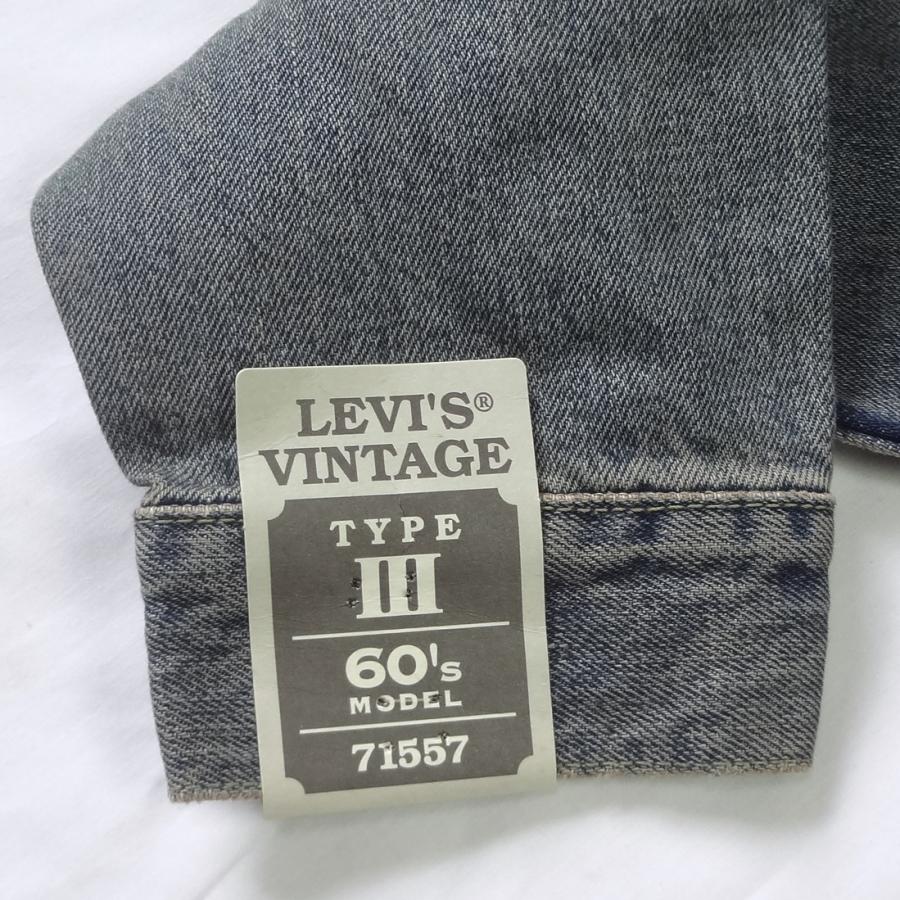 LEVI'S®
VINTAGE
TYPE
III
60's
MODEL
71557